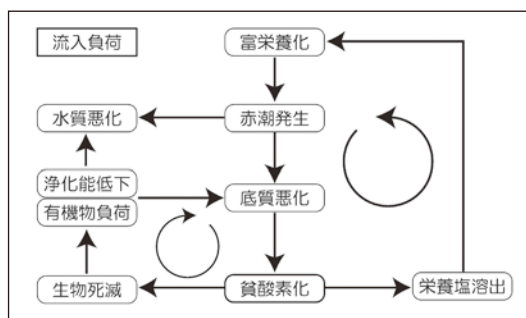 流入負荷
富栄養化
水質悪化
赤潮発生
浄化能低下
有機物負荷
底質悪化
生物死滅
貧酸素化
栄養塩溶出